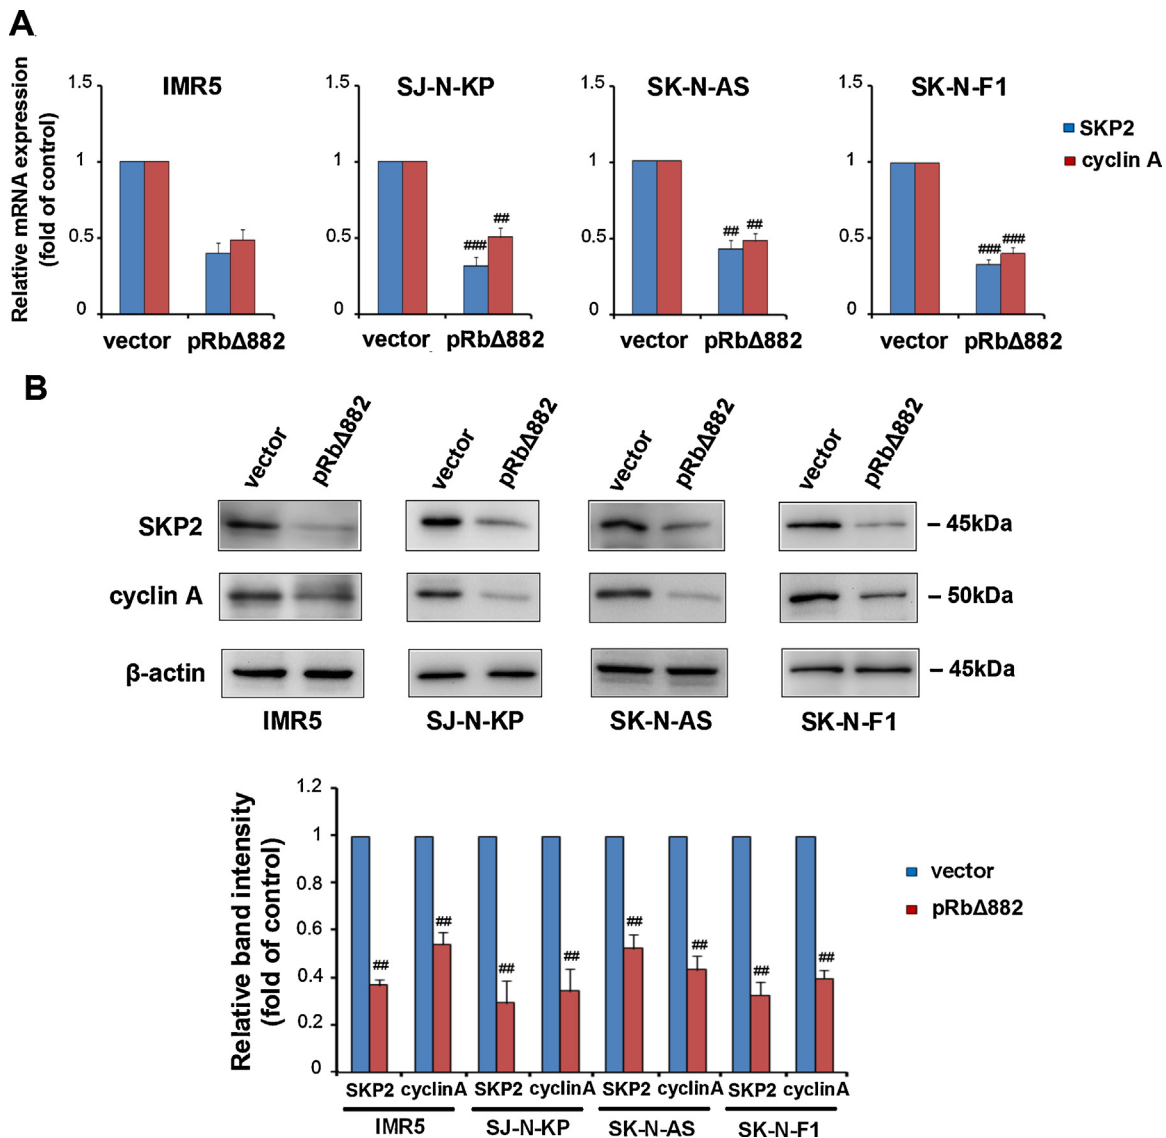 A
Relative mRNA expression
(fold of control)
IMR5
1.5
1
0.5
0
vector pRbΔ882
SJ-N-KP
1.5
1
0.5
0
###
##
vector pRbΔ882
SK-N-AS
1.5
1
0.5
0
##
##
vector pRbΔ882
SK-N-F1
1.5
1
0.5
0
###
###
vector pRbΔ882
SKP2
cyclin A
B
vector pRbΔ882 vector pRbΔ882 vector pRbΔ882 vector pRbΔ882
SKP2 – 45kDa
cyclin A – 50kDa
β-actin – 45kDa
IMR5 SJ-N-KP SK-N-AS SK-N-F1
Relative band intensity
(fold of control)
1.2
1
0.8
0.6
0.4
0.2
0
## ## ## ## ## ## ## ##
vector
pRbΔ882
SKP2 cyclinA SKP2 cyclinA SKP2 cyclinA SKP2 cyclinA
IMR5 SJ-N-KP SK-N-AS SK-N-F1